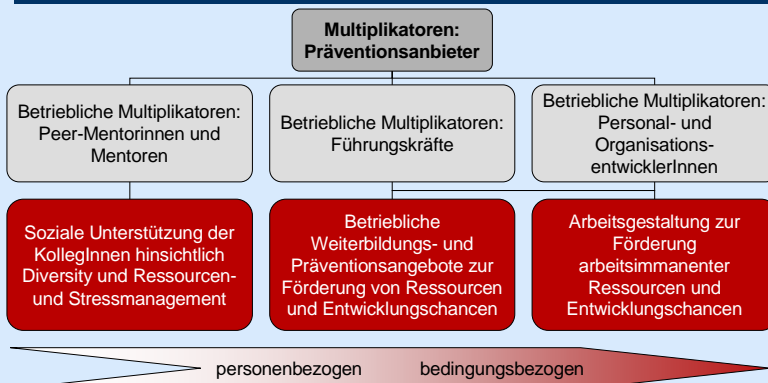 Multiplikatoren:
Präventionsanbieter
Betriebliche Multiplikatoren:
Peer-Mentorinnen und
Mentoren
Betriebliche Multiplikatoren:
Führungskräfte
Betriebliche Multiplikatoren:
Personal- und
Organisations-
entwicklerInnen
Soziale Unterstützung der
KollegInnen hinsichtlich
Diversity und Ressourcen-
und Stressmanagement
Betriebliche
Weiterbildungs- und
Präventionsangebote zur
Förderung von Ressourcen
und Entwicklungschancen
Arbeitsgestaltung zur
Förderung
arbeitsimmanenter
Ressourcen und
Entwicklungschancen
personenbezogen bedingungsbezogen